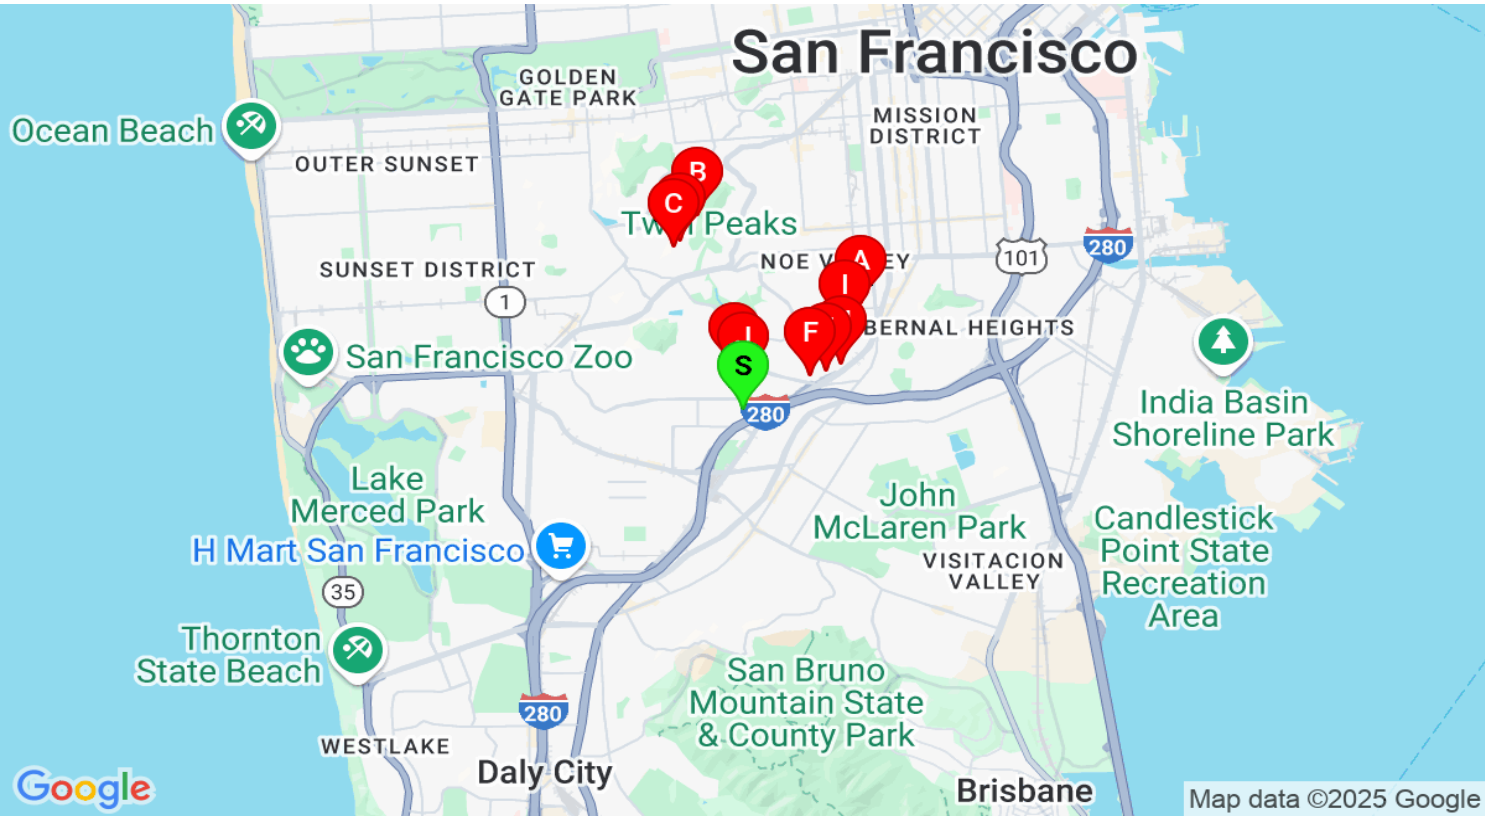 San Francisco
GOLDEN
GATE PARK
MISSION
DISTRICT
Ocean Beach
OUTER SUNSET
B
C
Twin Peaks
SUNSET DISTRICT
NOE VALLEY
A
280
101
I
1
BERNAL HEIGHTS
F
J
San Francisco Zoo
S
280
India Basin
Shoreline Park
Lake
Merced Park
John
McLaren Park
Candlestick
Point State
Recreation
Area
H Mart San Francisco
VISITACION
VALLEY
35
Thornton
State Beach
San Bruno
Mountain State
& County Park
280
WESTLAKE
Daly City
Brisbane
Google
Map data ©2025 Google